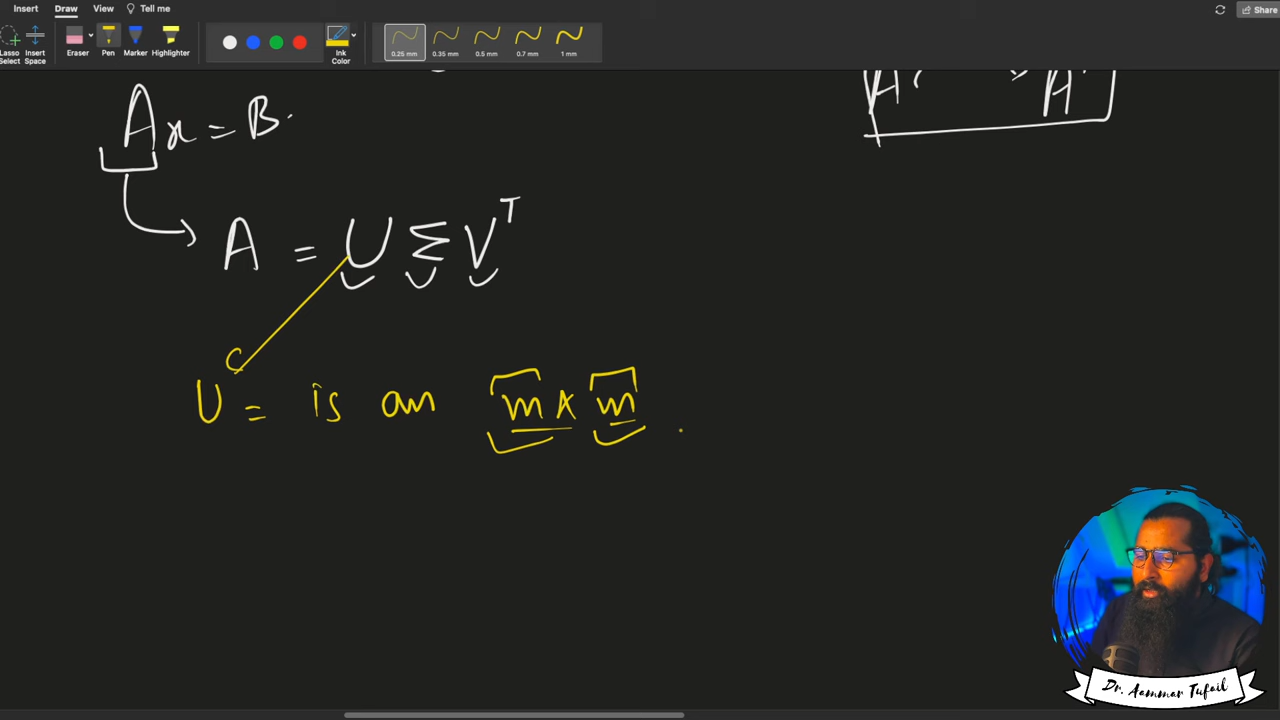 Insert Draw View Tell me Share
Lasso Select Insert Space Eraser Pen Marker Highlighter Ink Color 0.25 mm 0.35 mm 0.5 mm 0.7 mm 1 mm
Ax = B
A A
A = U Σ V^T
U = is an m x m .
Dr. Aammar Tufail